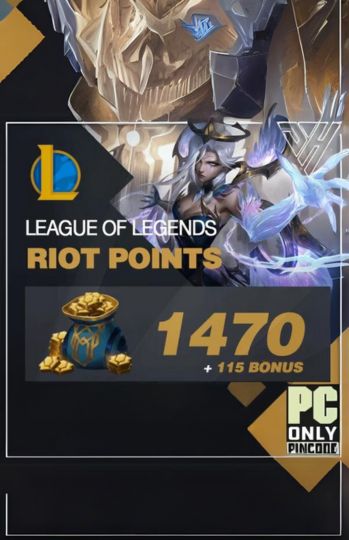 LEAGUE OF LEGENDS
RIOT POINTS
1470
+ 115 BONUS
PC
ONLY
PINCODE